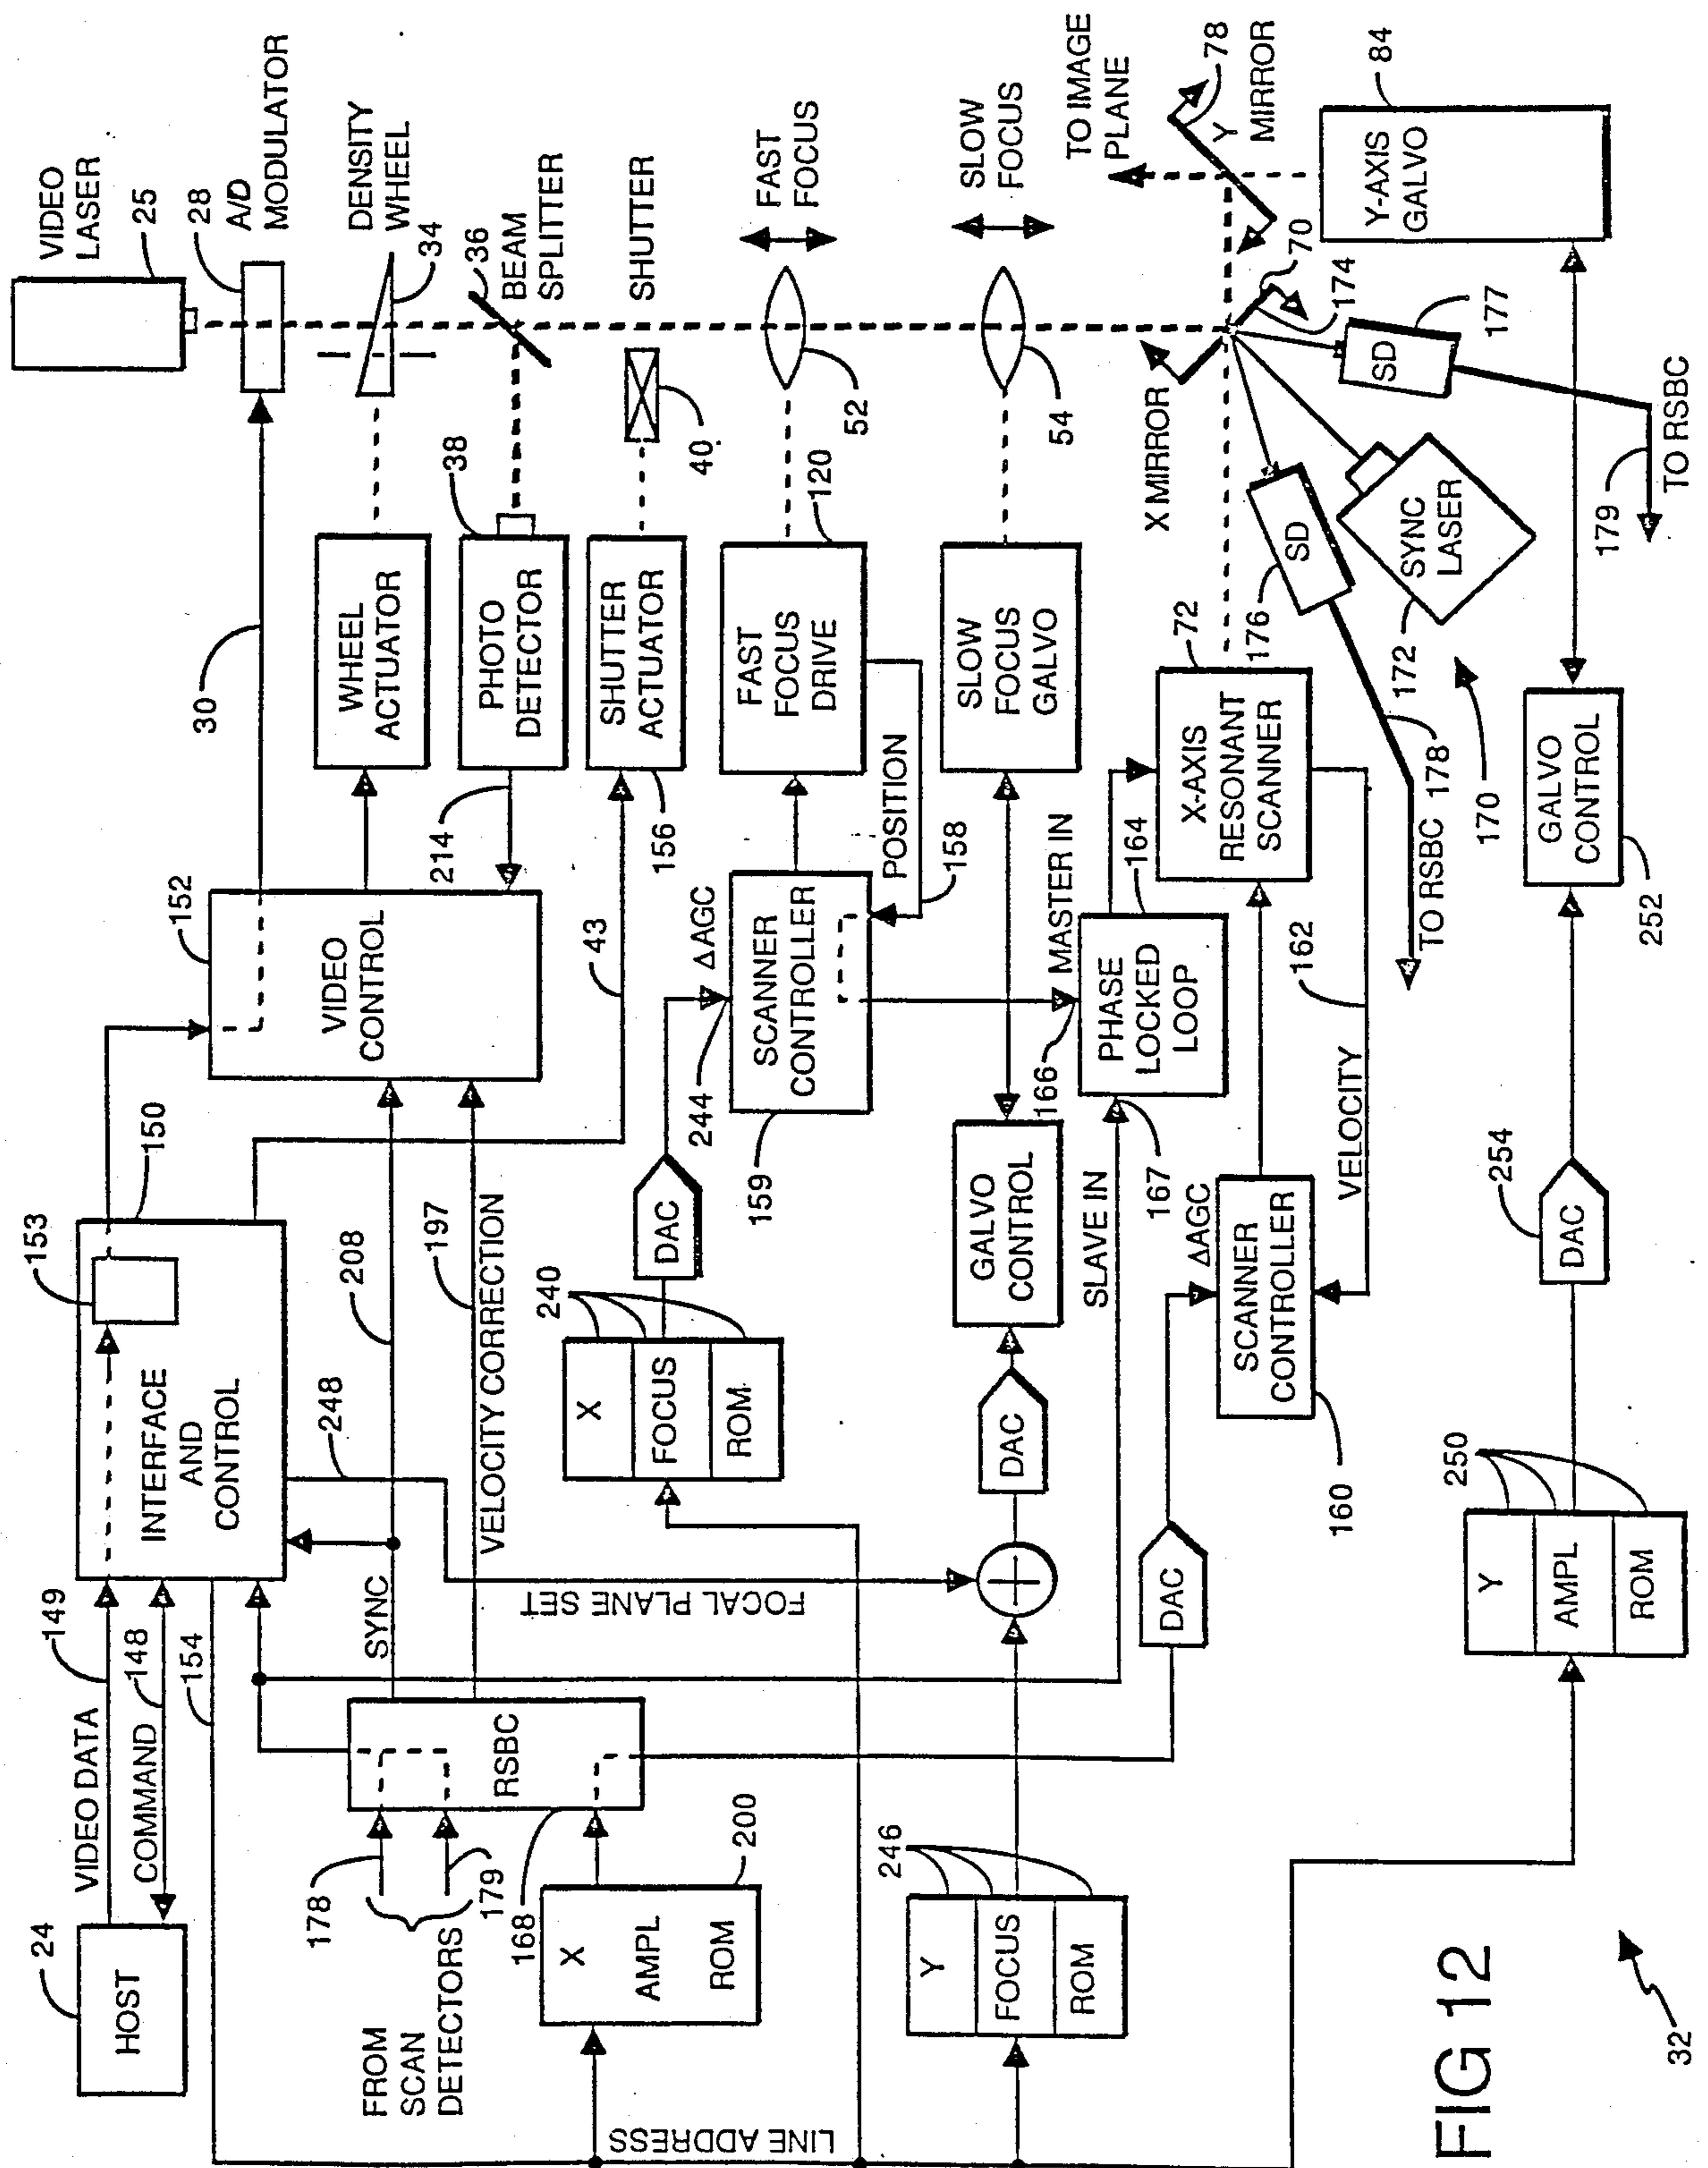 VIDEO
LASER
25
28
A/D
MODULATOR
DENSITY
WHEEL
34
36
BEAM
SPLITTER
SHUTTER
40
FAST
FOCUS
52
SLOW
FOCUS
54
TO IMAGE
PLANE
78
Y
MIRROR
84
Y-AXIS
GALVO
70
174
X MIRROR
SD
177
SD
176
SYNC
LASER
172
179
TO RSBC
30
WHEEL
ACTUATOR
38
PHOTO
DETECTOR
214
SHUTTER
ACTUATOR
156
120
FAST
FOCUS
DRIVE
POSITION
158
SLOW
FOCUS
GALVO
72
X-AXIS
RESONANT
SCANNER
178
TO RSBC
170
GALVO
CONTROL
252
152
VIDEO
CONTROL
43
ΔAGC
244
SCANNER
CONTROLLER
159
MASTER IN
166
164
PHASE
LOCKED
LOOP
167
SLAVE IN
162
VELOCITY
150
153
INTERFACE
AND
CONTROL
208
197
VELOCITY CORRECTION
248
SYNC
FOCAL PLANE SET
DAC
240
X
FOCUS
ROM
GALVO
CONTROL
DAC
ΔAGC
SCANNER
CONTROLLER
160
DAC
254
DAC
250
Y
AMPL
ROM
149
VIDEO DATA
148
COMMAND
154
24
HOST
RSBC
168
178
179
FROM
SCAN
DETECTORS
200
X
AMPL
ROM
246
Y
FOCUS
ROM
LINE ADDRESS
FIG 12
32